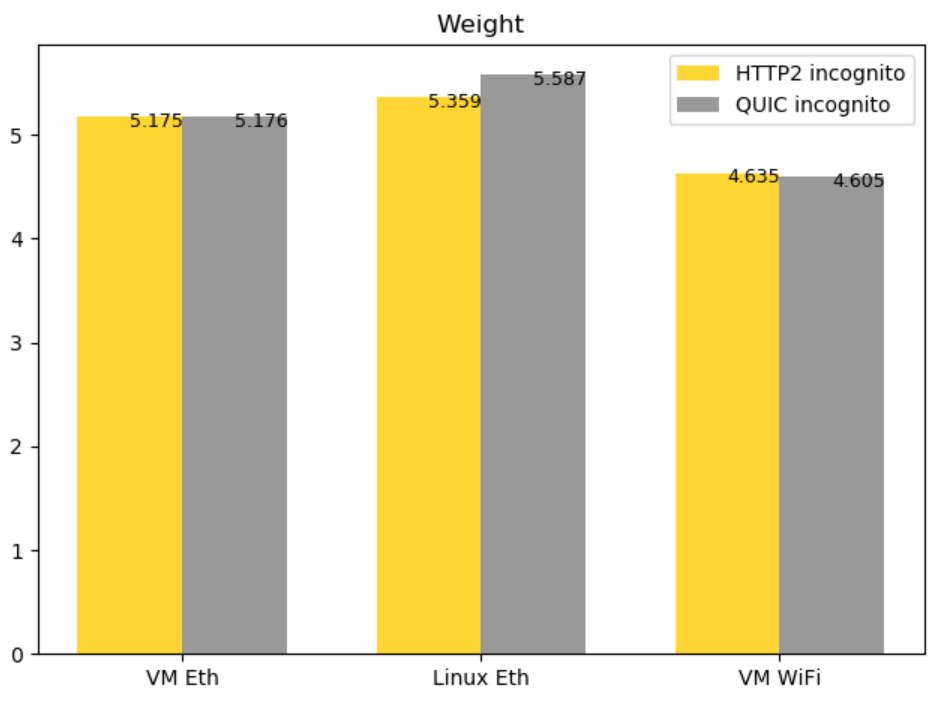 Weight
HTTP2 incognito
QUIC incognito
5.175
5.176
5.359
5.587
4.635
4.605
5
4
3
2
1
0
VM Eth
Linux Eth
VM WiFi